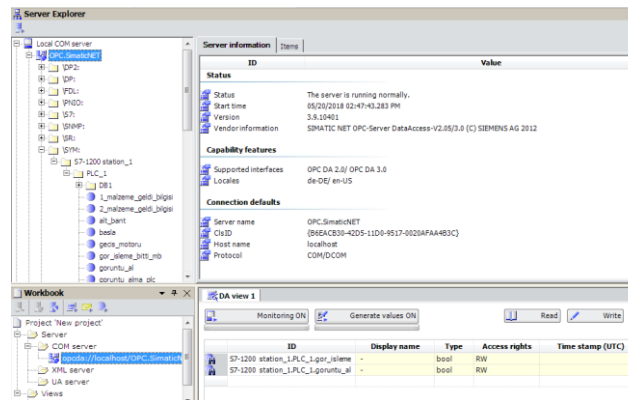 Server Explorer
Local COM server
OPC.SimaticNET
\DP2:
\DP:
\FDL:
\PNIO:
\S7:
\SNMP:
\SR:
\SYM:
S7-1200 station_1
PLC_1
DB1
1_malzeme_geldi_bilgisi
2_malzeme_geldi_bilgisi
alt_bant
basla
gecis_motoru
gor_isleme_bitti_mb
goruntu_al
goruntu_alma_plc
Server information Items
ID Value
Status
Status The server is running normally.
Start time 05/20/2018 02:47:43.283 PM
Version 3.9.10401
Vendor information SIMATIC NET OPC-Server DataAccess-V2.05/3.0 (C) SIEMENS AG 2012
Capability features
Supported interfaces OPC DA 2.0/ OPC DA 3.0
Locales de-DE/ en-US
Connection defaults
Server name OPC.SimaticNET
ClsID {B6EACB30-42D5-11D0-9517-0020AFAA4B3C}
Host name localhost
Protocol COM/DCOM
Workbook
Project 'New project'
Server
COM server
opcda://localhost/OPC.SimaticN
XML server
UA server
Views
DA view 1
Monitoring ON Generate values ON Read Write
ID Display name Type Access rights Time stamp (UTC)
S7-1200 station_1.PLC_1.gor_isleme - bool RW
S7-1200 station_1.PLC_1.goruntu_al - bool RW